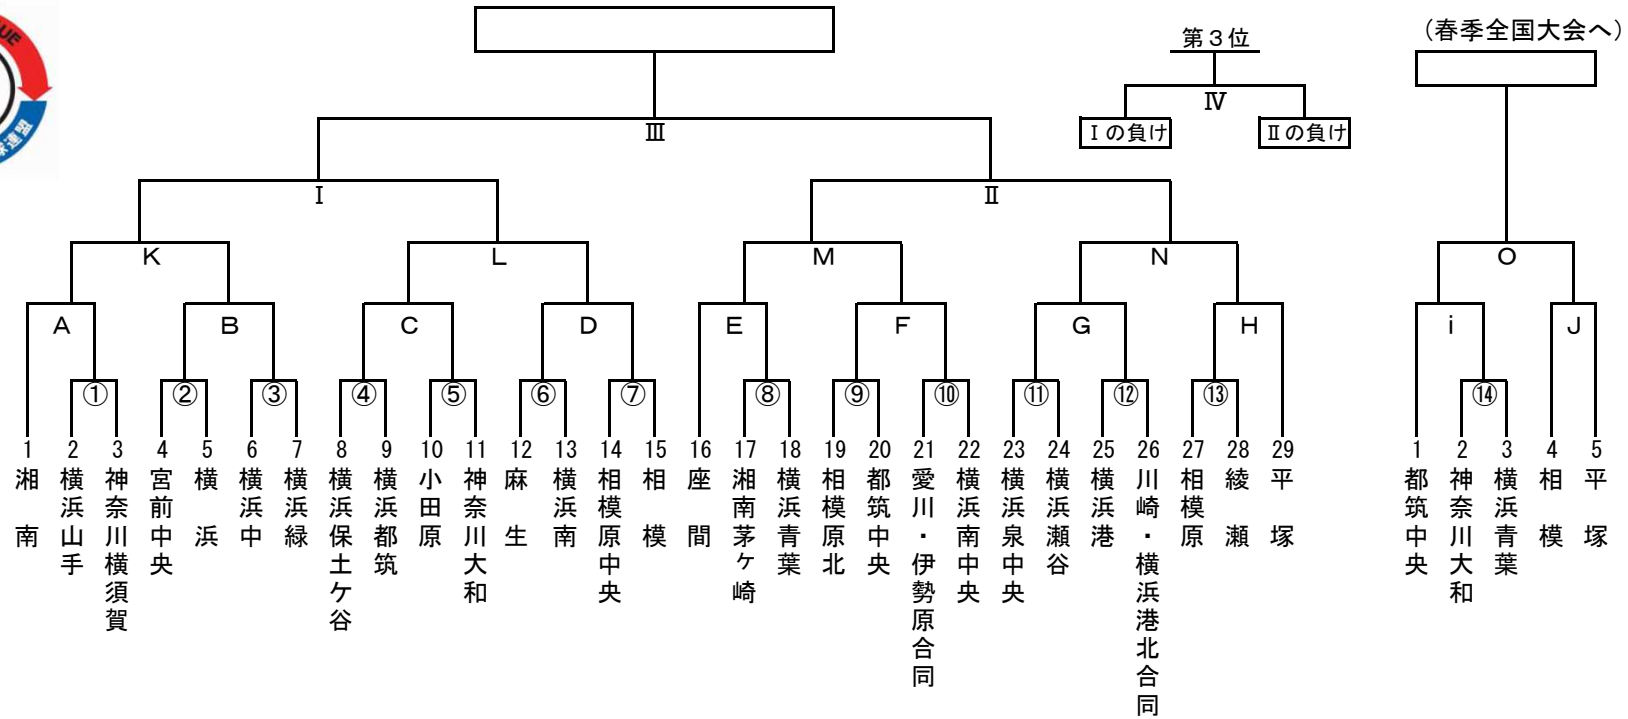 UE
球連盟
(春季全国大会へ)
第3位
Ⅳ
Ⅰの負け
Ⅱの負け
Ⅲ
Ⅰ
Ⅱ
K
L
M
N
O
A
B
C
D
E
F
G
H
i
J
①
②
③
④
⑤
⑥
⑦
⑧
⑨
⑩
⑪
⑫
⑬
⑭
1 湘南
2 横浜山手
3 神奈川横須賀
4 宮前中央
5 横浜
6 横浜中
7 横浜緑
8 横浜保土ケ谷
9 横浜都筑
10 小田原
11 神奈川大和
12 麻生
13 横浜南
14 相模原中央
15 相模
16 座間
17 湘南茅ヶ崎
18 横浜青葉
19 相模原北
20 都筑中央
21 愛川・伊勢原合同
22 横浜南中央
23 横浜泉中央
24 横浜瀬谷
25 横浜港
26 川崎・横浜港北合同
27 相模原
28 綾瀬
29 平塚
1 都筑中央
2 神奈川大和
3 横浜青葉
4 相模
5 平塚